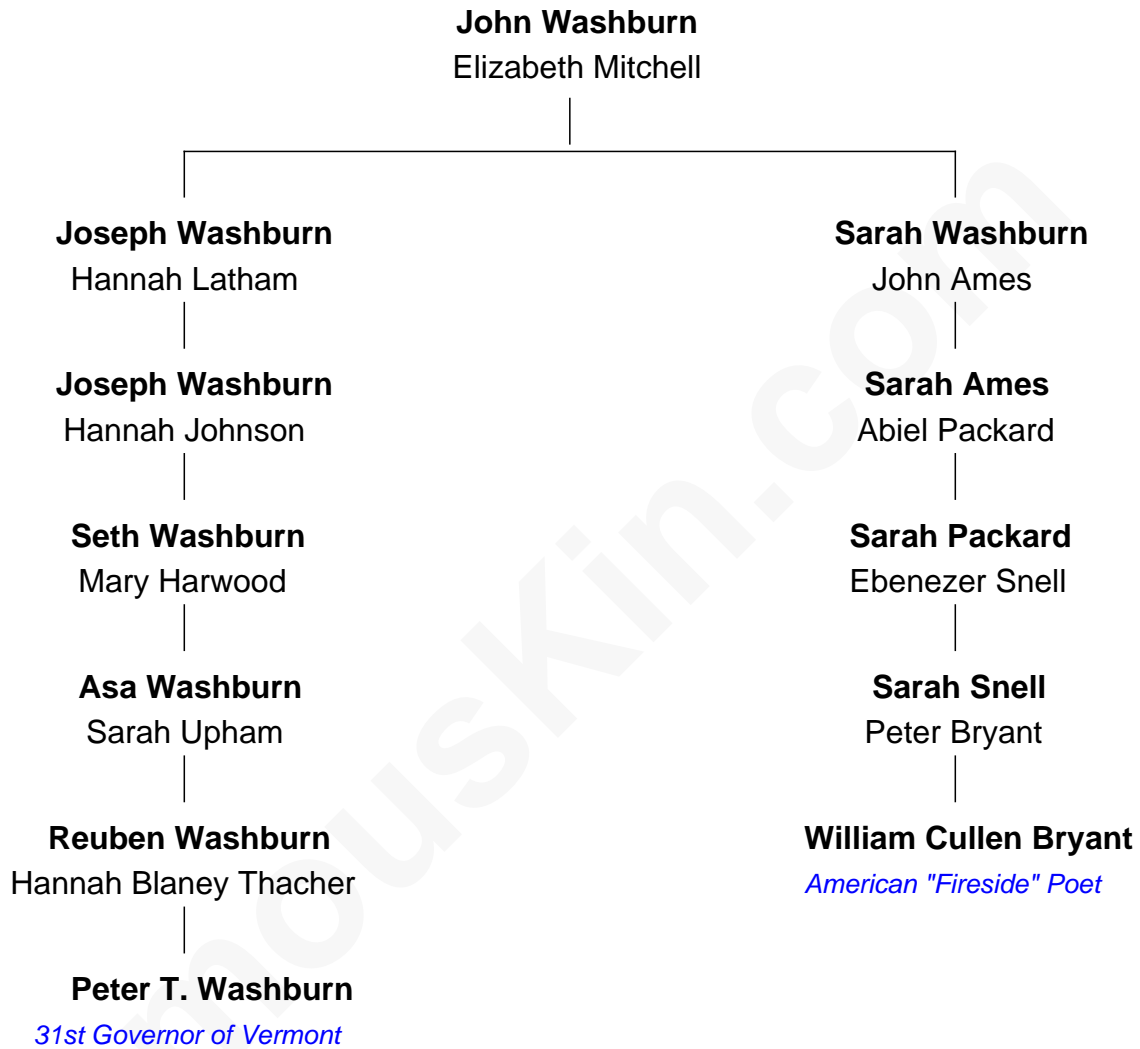 John Washburn
Elizabeth Mitchell
Joseph Washburn
Hannah Latham
Sarah Washburn
John Ames
Joseph Washburn
Hannah Johnson
Sarah Ames
Abiel Packard
Seth Washburn
Mary Harwood
Sarah Packard
Ebenezer Snell
Asa Washburn
Sarah Upham
Sarah Snell
Peter Bryant
Reuben Washburn
Hannah Blaney Thacher
William Cullen Bryant
American "Fireside" Poet
Peter T. Washburn
31st Governor of Vermont
mouskin.com